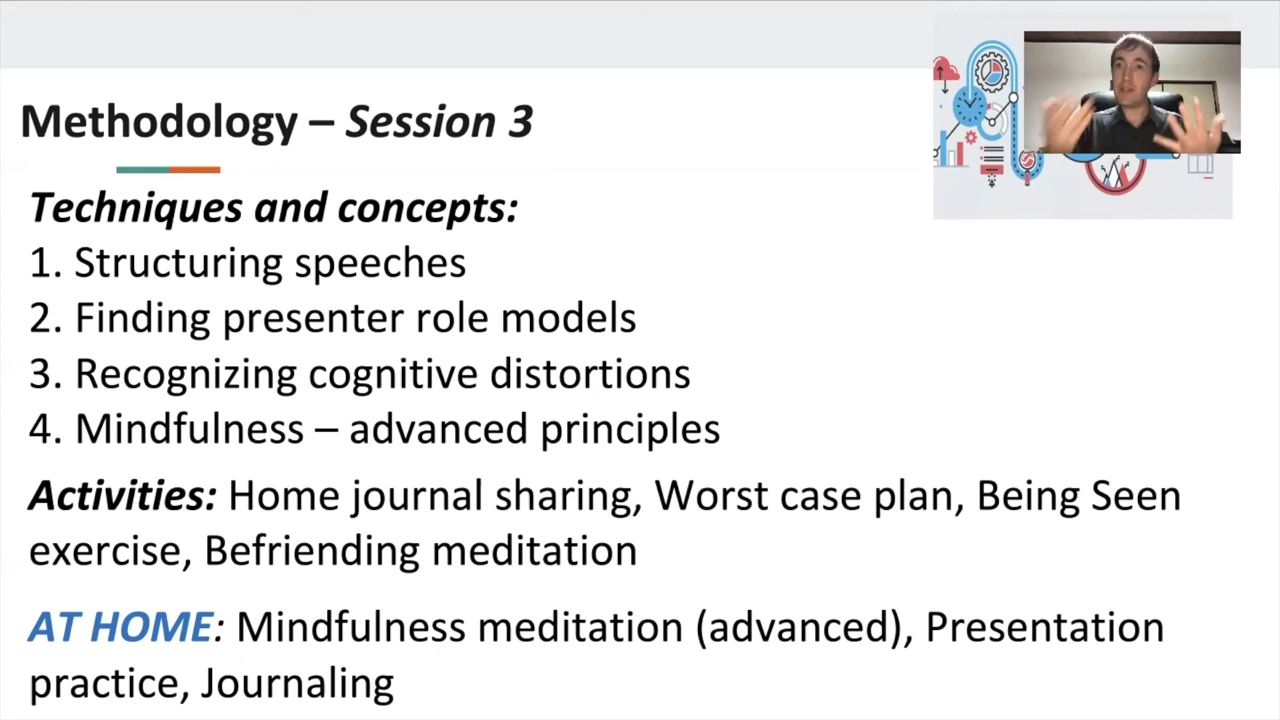 Methodology – Session 3
Techniques and concepts:
1. Structuring speeches
2. Finding presenter role models
3. Recognizing cognitive distortions
4. Mindfulness – advanced principles
Activities: Home journal sharing, Worst case plan, Being Seen
exercise, Befriending meditation
AT HOME: Mindfulness meditation (advanced), Presentation
practice, Journaling